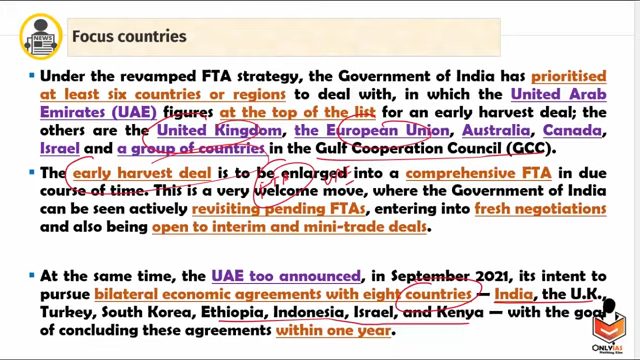 NEWS
Focus countries
▪ Under the revamped FTA strategy, the Government of India has prioritised
at least six countries or regions to deal with, in which the United Arab
Emirates (UAE) figures at the top of the list for an early harvest deal; the
others are the United Kingdom, the European Union, Australia, Canada,
Israel and a group of countries in the Gulf Cooperation Council (GCC).
▪ The early harvest deal is to be enlarged into a comprehensive FTA in due
course of time. This is a very welcome move, where the Government of India
can be seen actively revisiting pending FTAs, entering into fresh negotiations
and also being open to interim and mini-trade deals.
▪ At the same time, the UAE too announced, in September 2021, its intent to
pursue bilateral economic agreements with eight countries — India, the U.K.,
Turkey, South Korea, Ethiopia, Indonesia, Israel, and Kenya — with the goal
of concluding these agreements within one year.
ONLYIAS